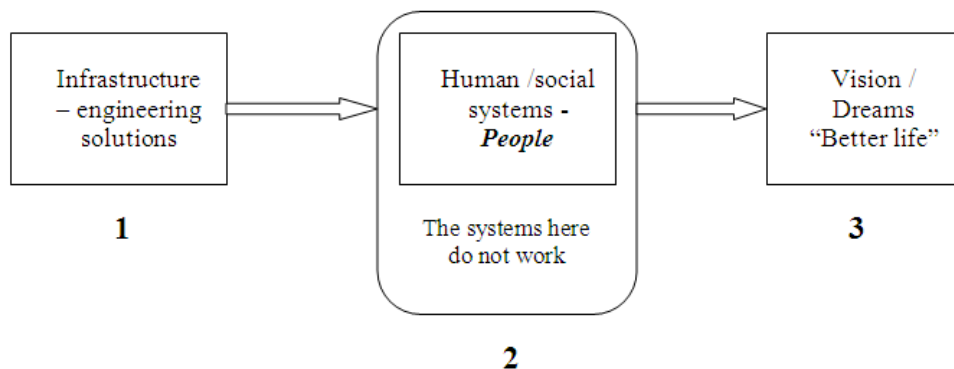 Infrastructure
– engineering
solutions
1
Human /social
systems -
People
The systems here
do not work
2
Vision /
Dreams
“Better life”
3